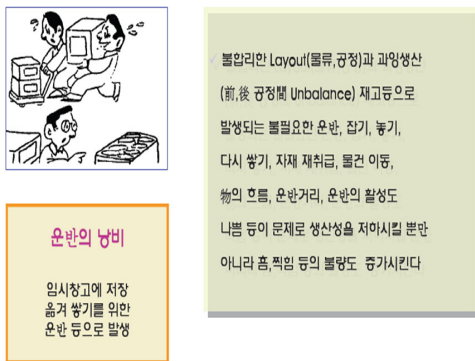 불합리한 Layout(물류,공정)과 과잉생산
(前,後 공정間 Unbalance) 재고등으로
발생되는 불필요한 운반, 잡기, 놓기,
다시 쌓기, 자재 재취급, 물건 이동,
物의 흐름, 운반거리, 운반의 활성도
나쁨 등이 문제로 생산성을 저하시킬 뿐만
아니라 흠,찍힘 등의 불량도 증가시킨다
운반의 낭비
임시창고에 저장
옮겨 쌓기를 위한
운반 등으로 발생